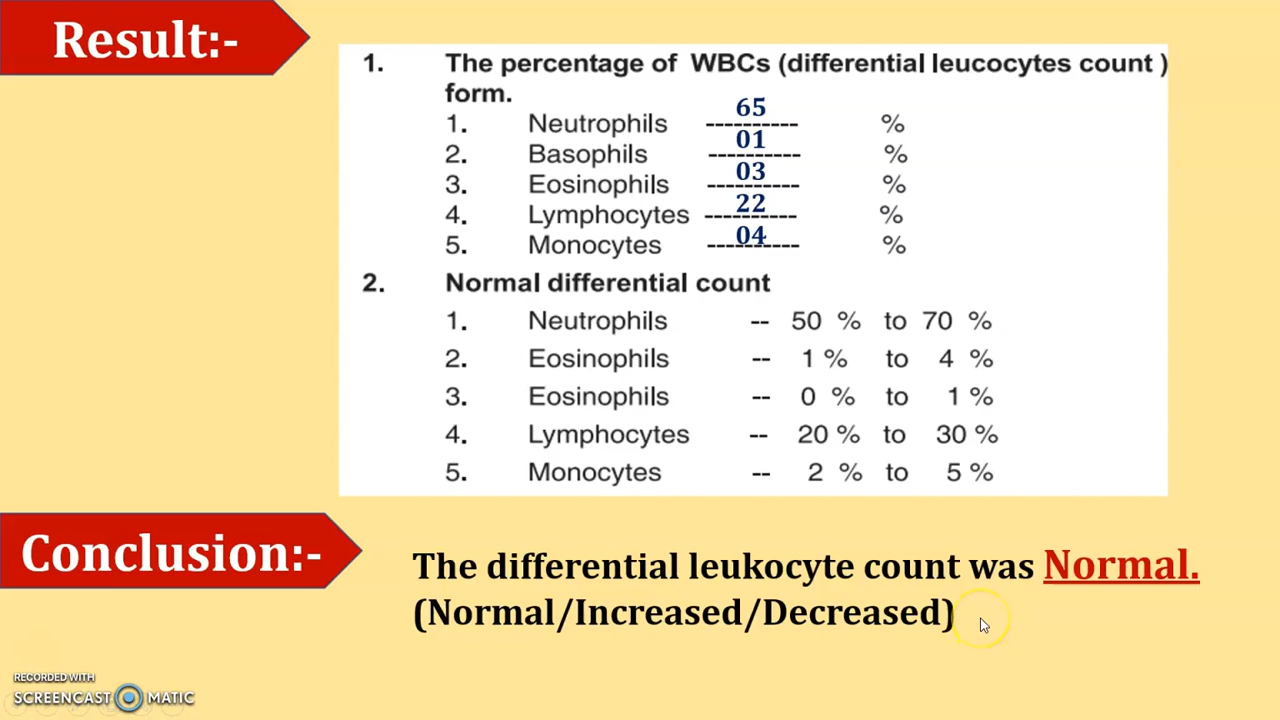 Result:-
1. The percentage of WBCs (differential leucocytes count )
form.
1. Neutrophils 65 ---------- %
2. Basophils 01 ---------- %
3. Eosinophils 03 ---------- %
4. Lymphocytes 22 ---------- %
5. Monocytes 04 ---------- %
2. Normal differential count
1. Neutrophils -- 50 % to 70 %
2. Eosinophils -- 1 % to 4 %
3. Eosinophils -- 0 % to 1 %
4. Lymphocytes -- 20 % to 30 %
5. Monocytes -- 2 % to 5 %
Conclusion:-
The differential leukocyte count was Normal.
(Normal/Increased/Decreased)
RECORDED WITH
SCREENCAST MATIC